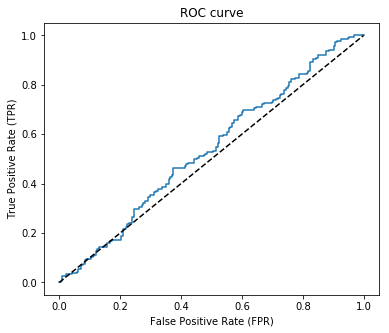 ROC curve
1.0
0.8
0.6
0.4
0.2
0.0
True Positive Rate (TPR)
0.0 0.2 0.4 0.6 0.8 1.0
False Positive Rate (FPR)